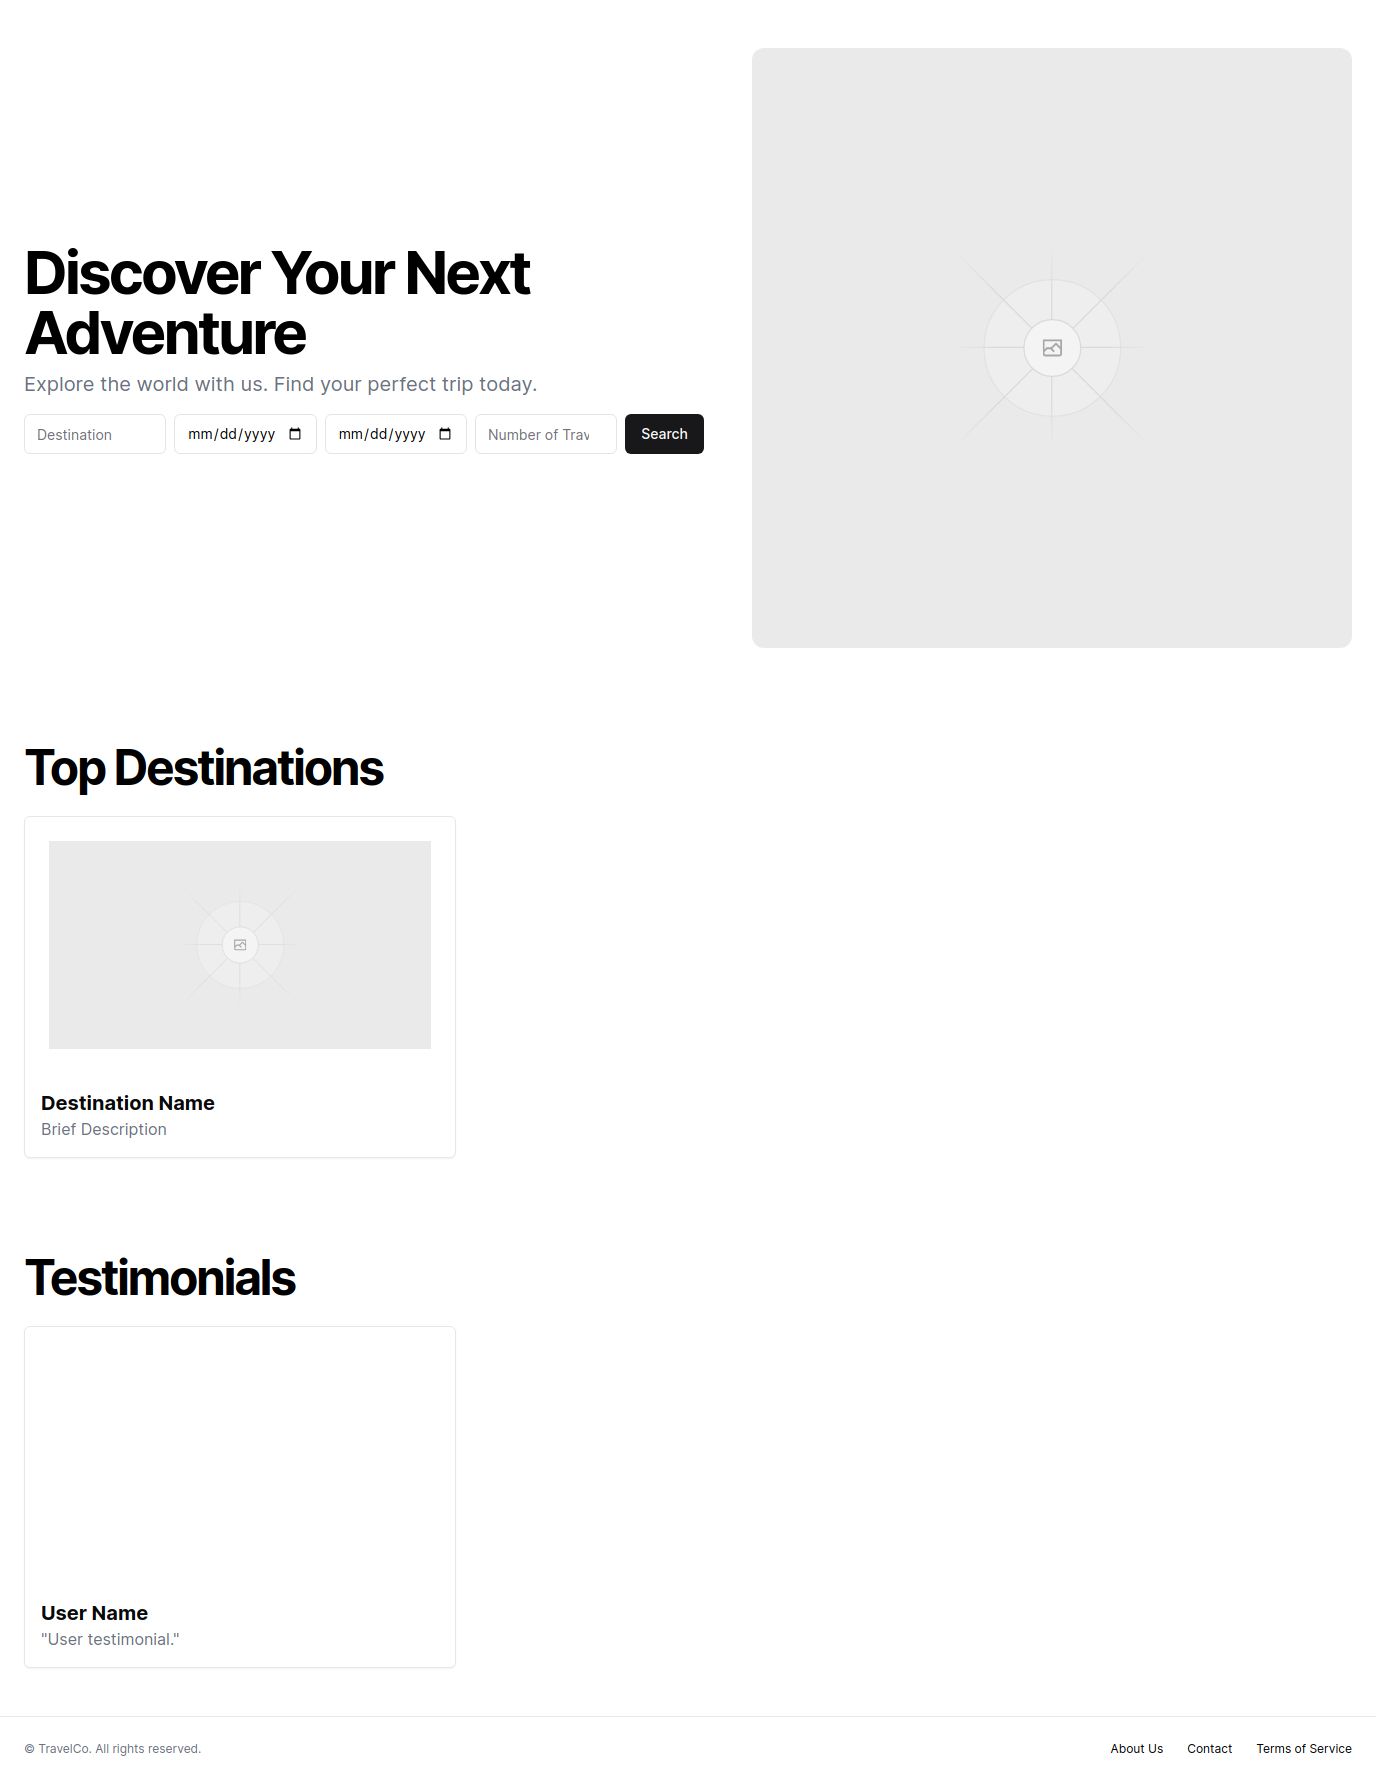 Discover Your Next
Adventure
Explore the world with us. Find your perfect trip today.
Destination
mm/dd/yyyy
mm/dd/yyyy
Number of Trav
Search
Top Destinations
Destination Name
Brief Description
Testimonials
User Name
"User testimonial."
© TravelCo. All rights reserved.
About Us
Contact
Terms of Service